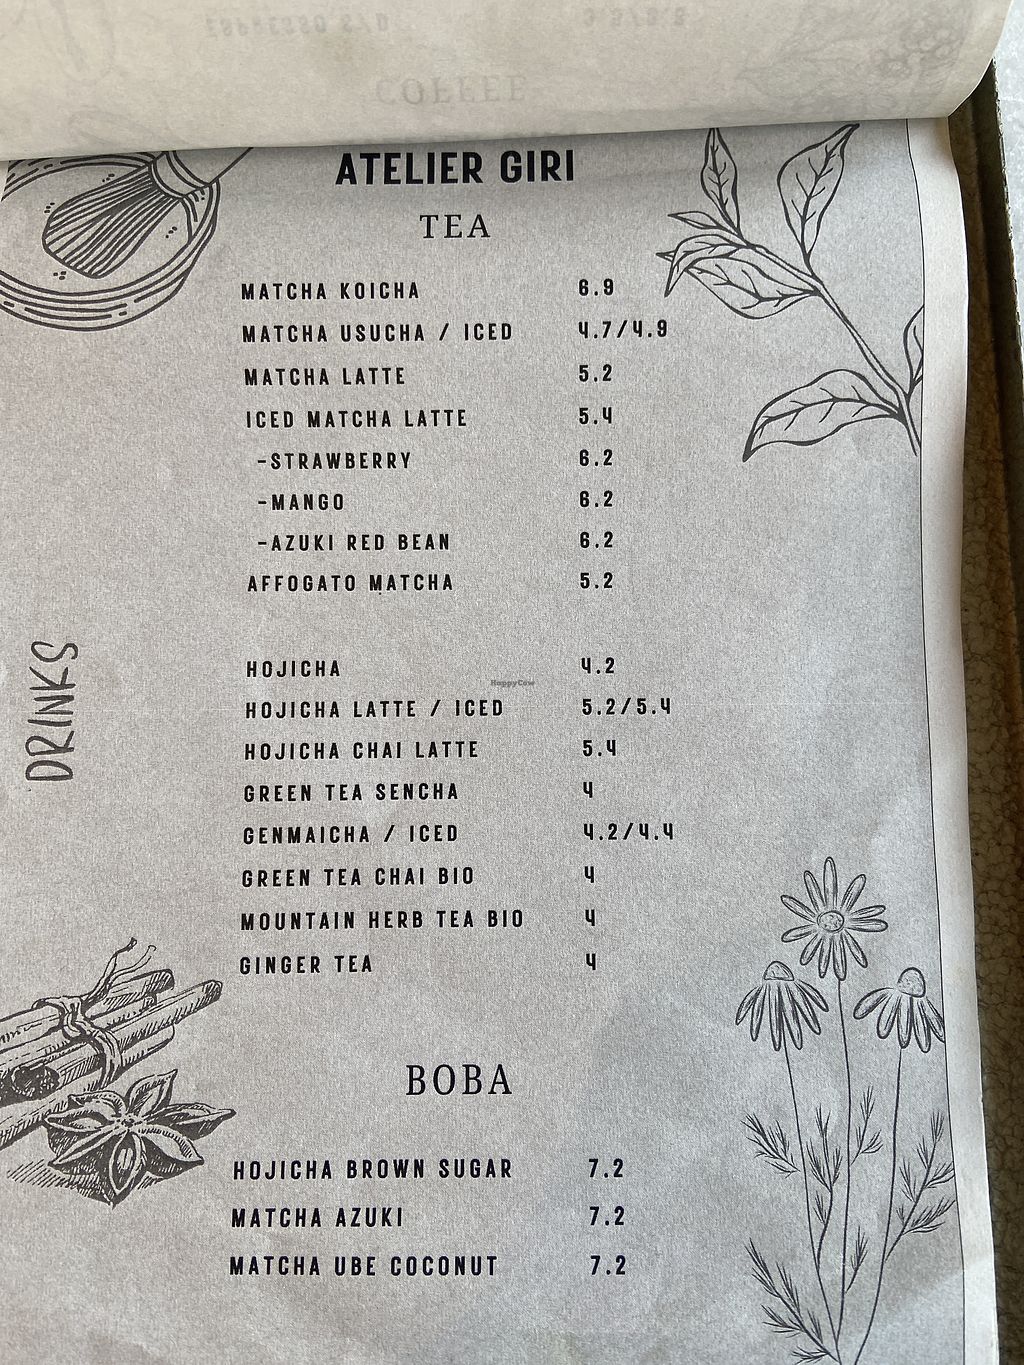 COFFEE
ATELIER GIRI
TEA
MATCHA KOICHA 6.9
MATCHA USUCHA / ICED 4.7/4.9
MATCHA LATTE 5.2
ICED MATCHA LATTE 5.4
-STRAWBERRY 6.2
-MANGO 6.2
-AZUKI RED BEAN 6.2
AFFOGATO MATCHA 5.2
HOJICHA 4.2
HappyCow
HOJICHA LATTE / ICED 5.2/5.4
HOJICHA CHAI LATTE 5.4
GREEN TEA SENCHA 4
GENMAICHA / ICED 4.2/4.4
GREEN TEA CHAI BIO 4
MOUNTAIN HERB TEA BIO 4
GINGER TEA 4
DRINKS
BOBA
HOJICHA BROWN SUGAR 7.2
MATCHA AZUKI 7.2
MATCHA UBE COCONUT 7.2